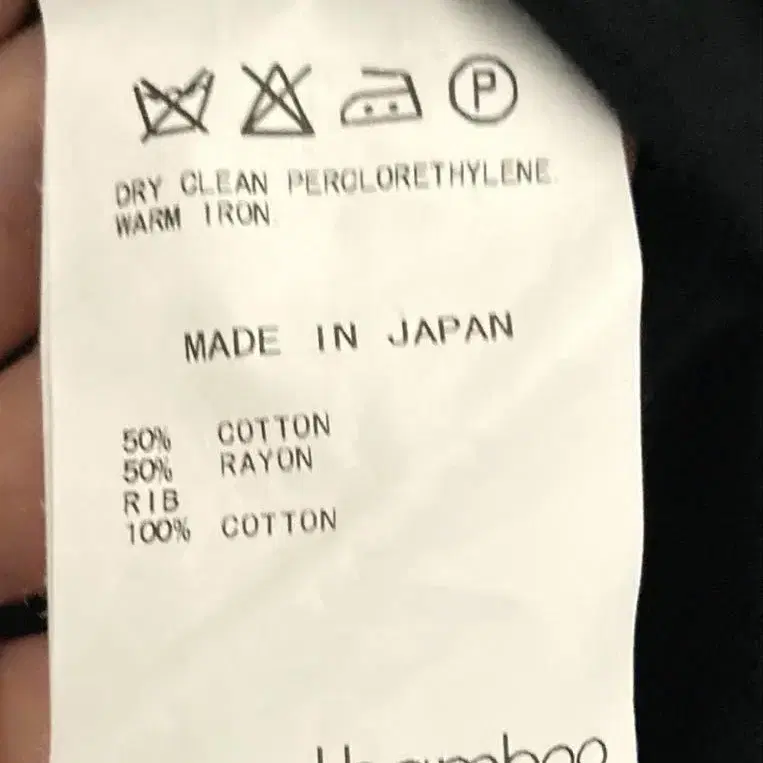 P
DRY CLEAN PERCLORETHYLENE.
WARM IRON.
MADE IN JAPAN
50% COTTON
50% RAYON
RIB
100% COTTON